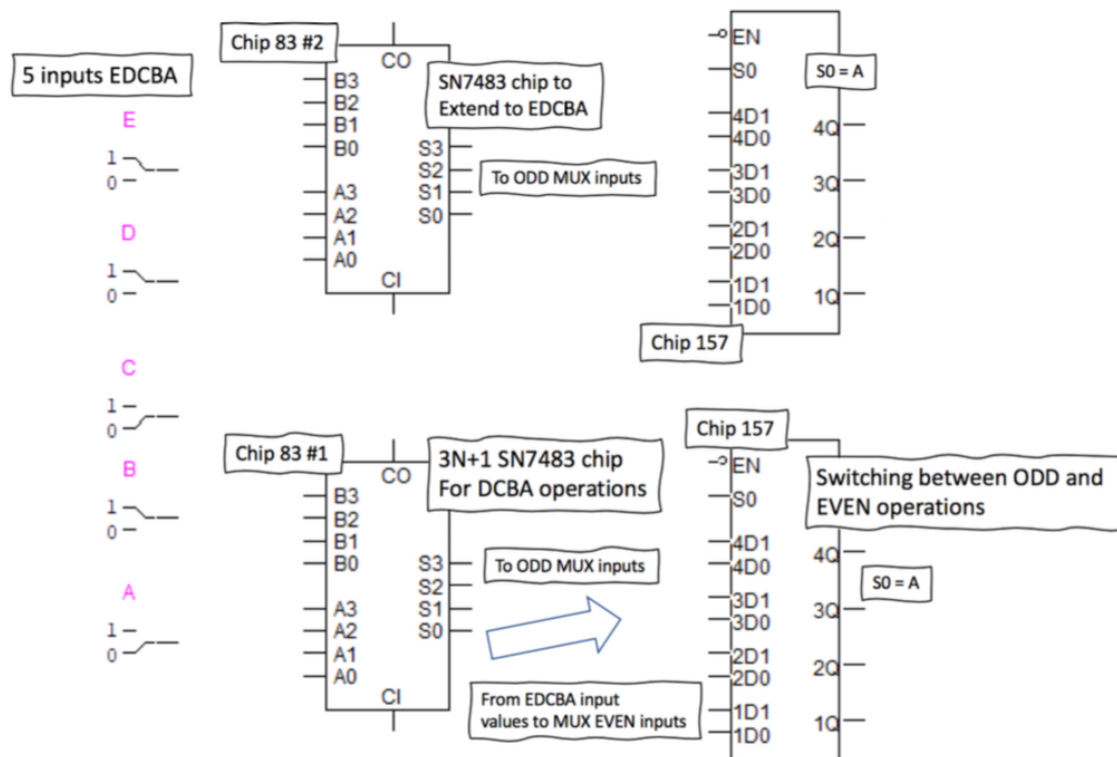 5 inputs EDCBA
E
1
0
D
1
0
C
1
0
B
1
0
A
1
0
Chip 83 #2
CO
B3
B2
B1
B0
A3
A2
A1
A0
CI
S3
S2
S1
S0
SN7483 chip to
Extend to EDCBA
To ODD MUX inputs
EN
S0
4D1
4D0
3D1
3D0
2D1
2D0
1D1
1D0
S0 = A
4Q
3Q
2Q
1Q
Chip 157
Chip 83 #1
CO
B3
B2
B1
B0
A3
A2
A1
A0
CI
S3
S2
S1
S0
3N+1 SN7483 chip
For DCBA operations
To ODD MUX inputs
From EDCBA input
values to MUX EVEN inputs
Chip 157
EN
S0
4D1
4D0
3D1
3D0
2D1
2D0
1D1
1D0
Switching between ODD and
EVEN operations
4Q
S0 = A
3Q
2Q
1Q